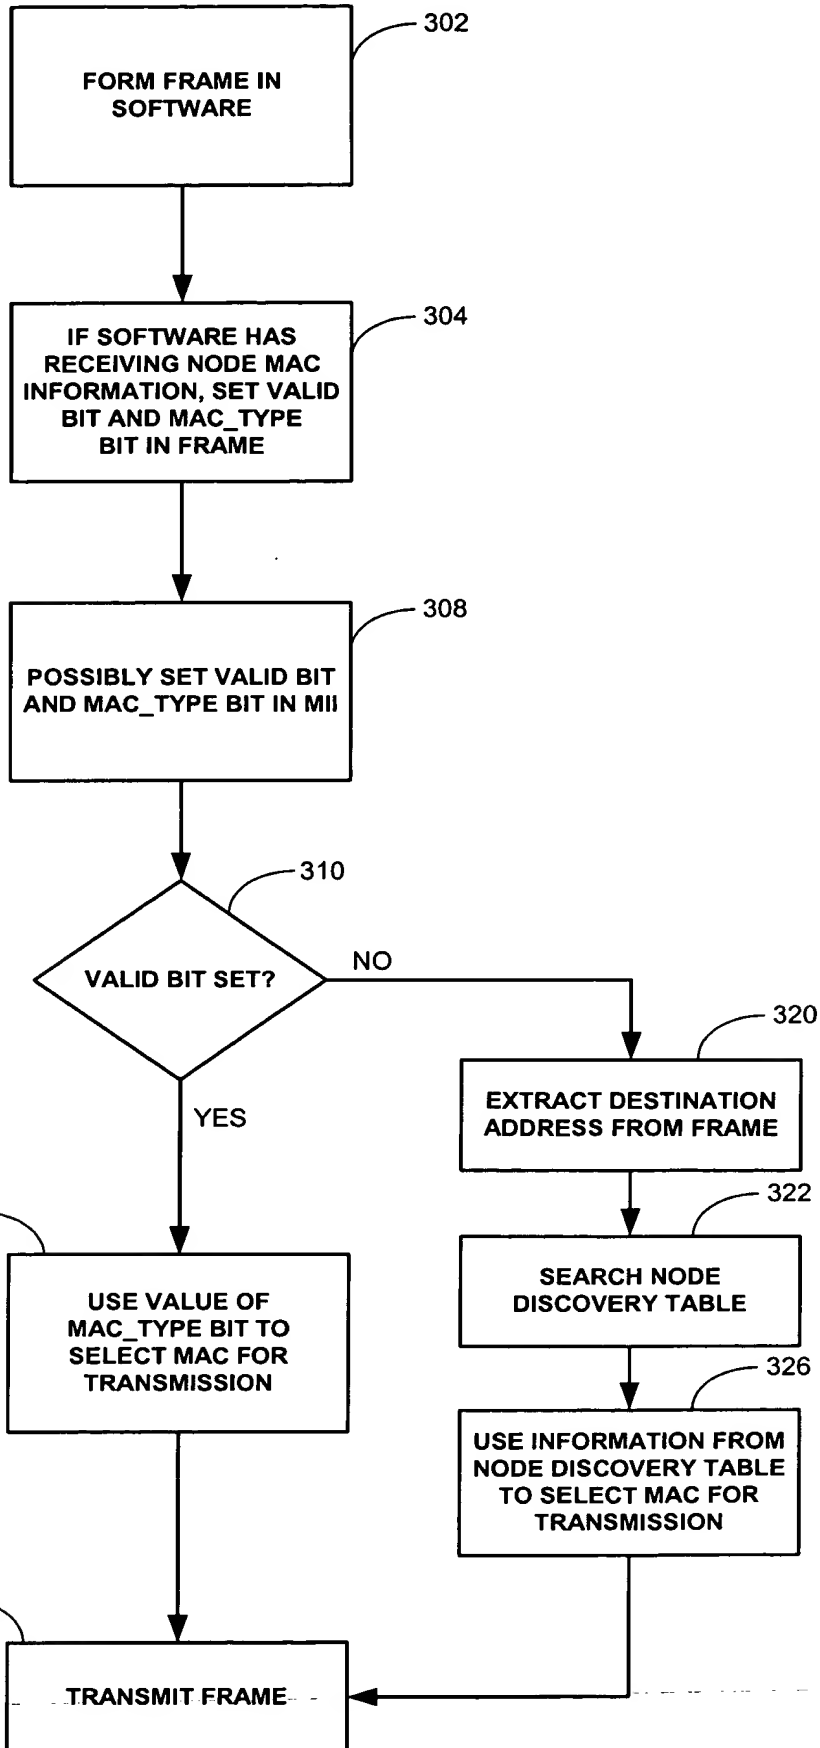 302
FORM FRAME IN
SOFTWARE
304
IF SOFTWARE HAS
RECEIVING NODE MAC
INFORMATION, SET VALID
BIT AND MAC_TYPE
BIT IN FRAME
308
POSSIBLY SET VALID BIT
AND MAC_TYPE BIT IN MII
310
VALID BIT SET?
NO
YES
320
EXTRACT DESTINATION
ADDRESS FROM FRAME
322
SEARCH NODE
DISCOVERY TABLE
USE VALUE OF
MAC_TYPE BIT TO
SELECT MAC FOR
TRANSMISSION
326
USE INFORMATION FROM
NODE DISCOVERY TABLE
TO SELECT MAC FOR
TRANSMISSION
TRANSMIT FRAME